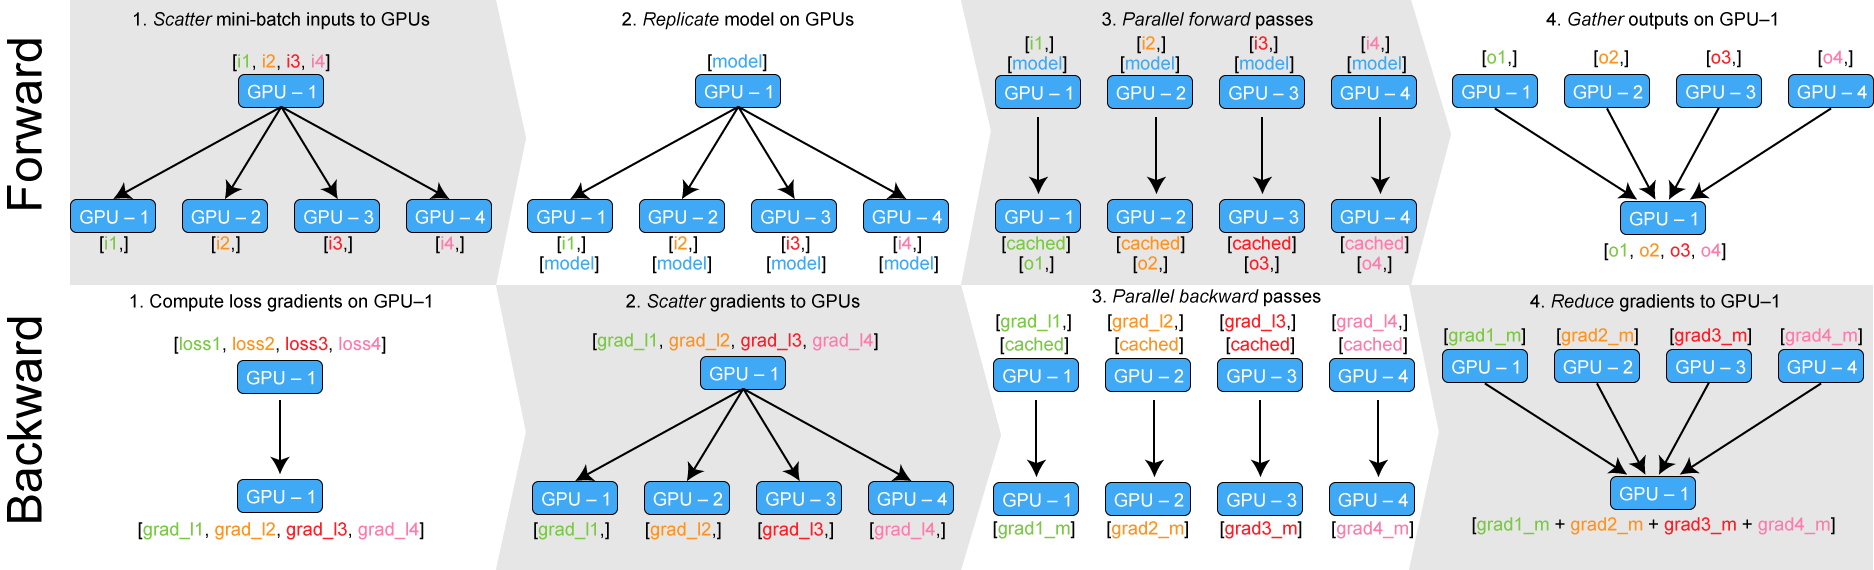 Forward
1. Scatter mini-batch inputs to GPUs
[i1, i2, i3, i4]
GPU – 1
GPU – 1 GPU – 2 GPU – 3 GPU – 4
[i1,] [i2,] [i3,] [i4,]
2. Replicate model on GPUs
[model]
GPU – 1
GPU – 1 GPU – 2 GPU – 3 GPU – 4
[i1,] [i2,] [i3,] [i4,]
[model] [model] [model] [model]
3. Parallel forward passes
[i1,] [i2,] [i3,] [i4,]
[model] [model] [model] [model]
GPU – 1 GPU – 2 GPU – 3 GPU – 4
GPU – 1 GPU – 2 GPU – 3 GPU – 4
[cached] [cached] [cached] [cached]
[o1,] [o2,] [o3,] [o4,]
4. Gather outputs on GPU–1
[o1,] [o2,] [o3,] [o4,]
GPU – 1 GPU – 2 GPU – 3 GPU – 4
GPU – 1
[o1, o2, o3, o4]
Backward
1. Compute loss gradients on GPU–1
[loss1, loss2, loss3, loss4]
GPU – 1
GPU – 1
[grad_l1, grad_l2, grad_l3, grad_l4]
2. Scatter gradients to GPUs
[grad_l1, grad_l2, grad_l3, grad_l4]
GPU – 1
GPU – 1 GPU – 2 GPU – 3 GPU – 4
[grad_l1,] [grad_l2,] [grad_l3,] [grad_l4,]
3. Parallel backward passes
[grad_l1,] [grad_l2,] [grad_l3,] [grad_l4,]
[cached] [cached] [cached] [cached]
GPU – 1 GPU – 2 GPU – 3 GPU – 4
GPU – 1 GPU – 2 GPU – 3 GPU – 4
[grad1_m] [grad2_m] [grad3_m] [grad4_m]
4. Reduce gradients to GPU–1
[grad1_m] [grad2_m] [grad3_m] [grad4_m]
GPU – 1 GPU – 2 GPU – 3 GPU – 4
GPU – 1
[grad1_m + grad2_m + grad3_m + grad4_m]